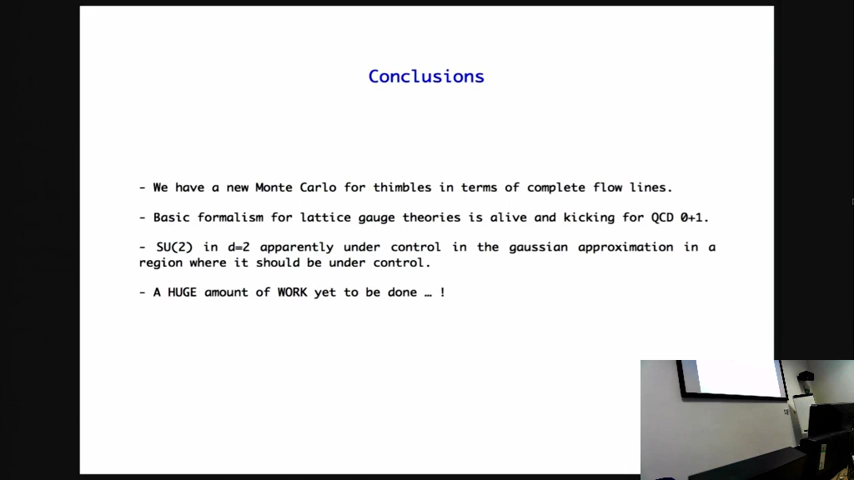 Conclusions
- We have a new Monte Carlo for thimbles in terms of complete flow lines.
- Basic formalism for lattice gauge theories is alive and kicking for QCD 0+1.
- SU(2) in d=2 apparently under control in the gaussian approximation in a
region where it should be under control.
- A HUGE amount of WORK yet to be done … !